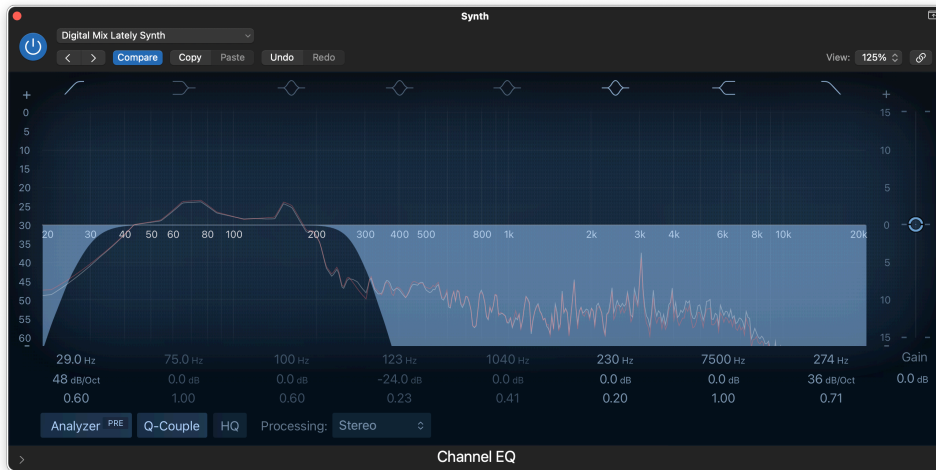 Synth
Digital Mix Lately Synth
Compare Copy Paste Undo Redo View: 125%
+ +
0 15
5
10 10
15
20 5
25
30 0
20 30 40 50 60 80 100 200 300 400 500 800 1k 2k 3k 4k 6k 8k 10k 20k
35
40 5
45
50 10
55
60 15
- -
29.0 Hz 75.0 Hz 100 Hz 123 Hz 1040 Hz 230 Hz 7500 Hz 274 Hz Gain
48 dB/Oct 0.0 dB 0.0 dB -24.0 dB 0.0 dB 0.0 dB 0.0 dB 36 dB/Oct 0.0 dB
0.60 1.00 0.60 0.23 0.41 0.20 1.00 0.71
Analyzer PRE Q-Couple HQ Processing: Stereo
Channel EQ